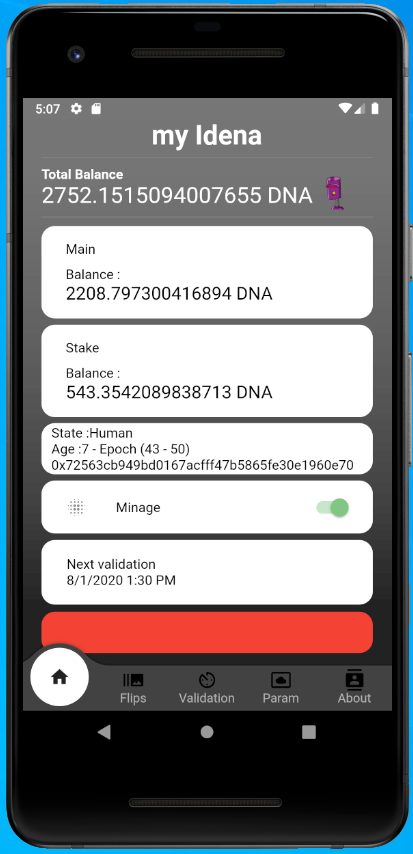 5:07
my Idena
Total Balance
2752.1515094007655 DNA
Main
Balance :
2208.797300416894 DNA
Stake
Balance :
543.3542089838713 DNA
State :Human
Age :7 - Epoch (43 - 50)
0x72563cb949bd0167acfff47b5865fe30e1960e70
Minage
Next validation
8/1/2020 1:30 PM
Flips
Validation
Param
About